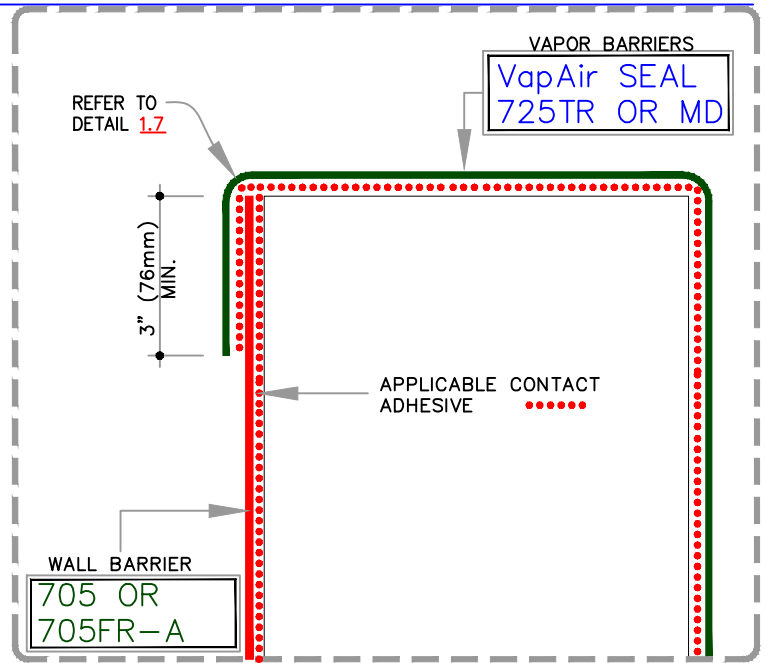 VAPOR BARRIERS
VapAir SEAL
725TR OR MD
REFER TO
DETAIL 1.7
3" (76mm)
MIN.
APPLICABLE CONTACT
ADHESIVE
WALL BARRIER
705 OR
705FR-A